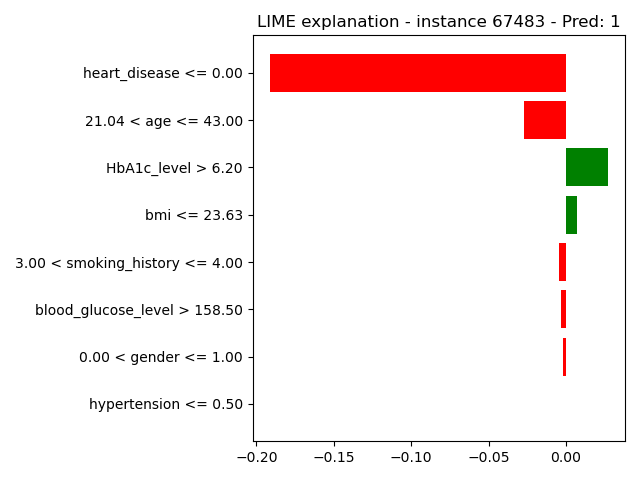 LIME explanation - instance 67483 - Pred: 1
heart_disease <= 0.00
21.04 < age <= 43.00
HbA1c_level > 6.20
bmi <= 23.63
3.00 < smoking_history <= 4.00
blood_glucose_level > 158.50
0.00 < gender <= 1.00
hypertension <= 0.50
−0.20 −0.15 −0.10 −0.05 0.00